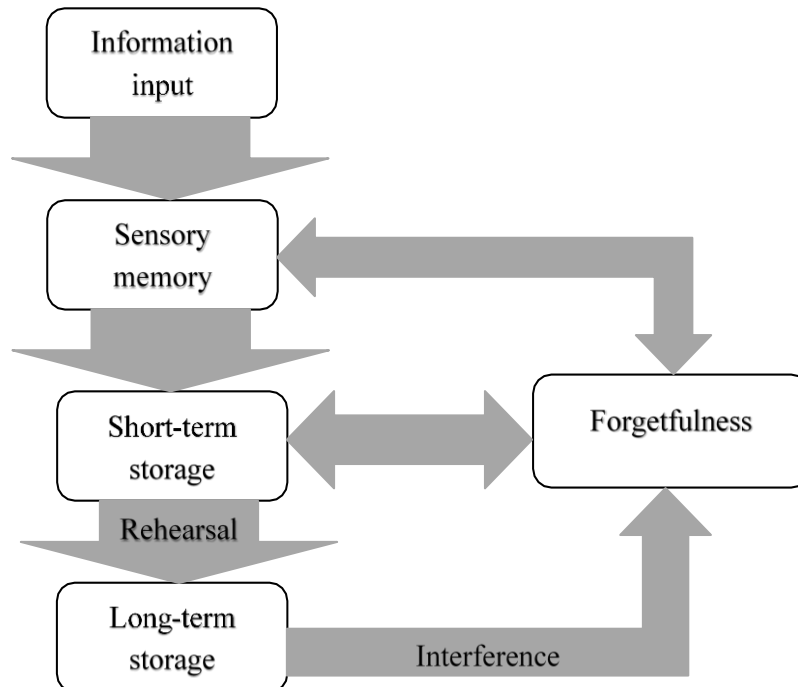 Information
input
Sensory
memory
Short-term
storage
Forgetfulness
Rehearsal
Long-term
storage
Interference